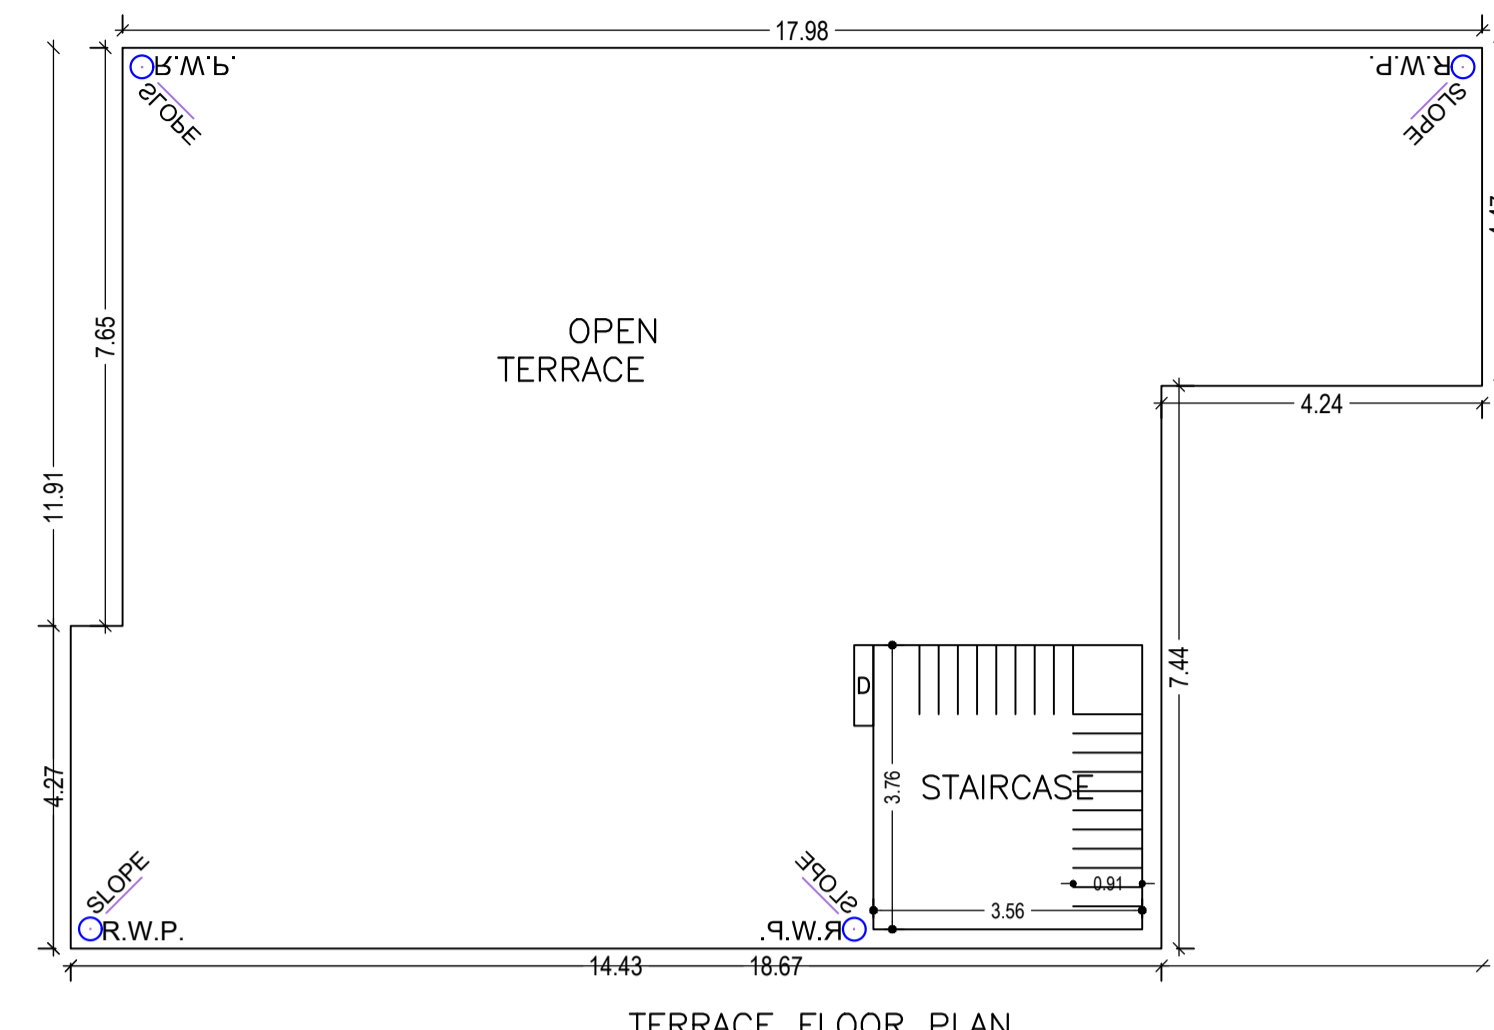 17.98
R.W.P.
R.W.P.
SLOPE
SLOPE
OPEN
TERRACE
7.65
4.24
11.91
7.44
D
4.27
3.76
STAIRCASE
0.91
SLOPE
SLOPE
3.56
R.W.P.
R.W.P.
14.43
18.67
TERRACE FLOOR PLAN